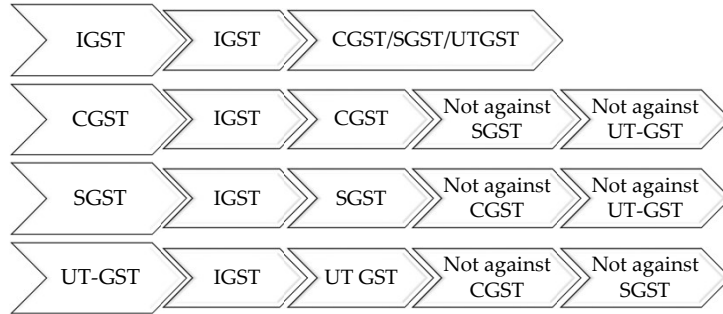 IGST IGST CGST/SGST/UTGST
CGST IGST CGST Not against SGST Not against UT-GST
SGST IGST SGST Not against CGST Not against UT-GST
UT-GST IGST UT GST Not against CGST Not against SGST